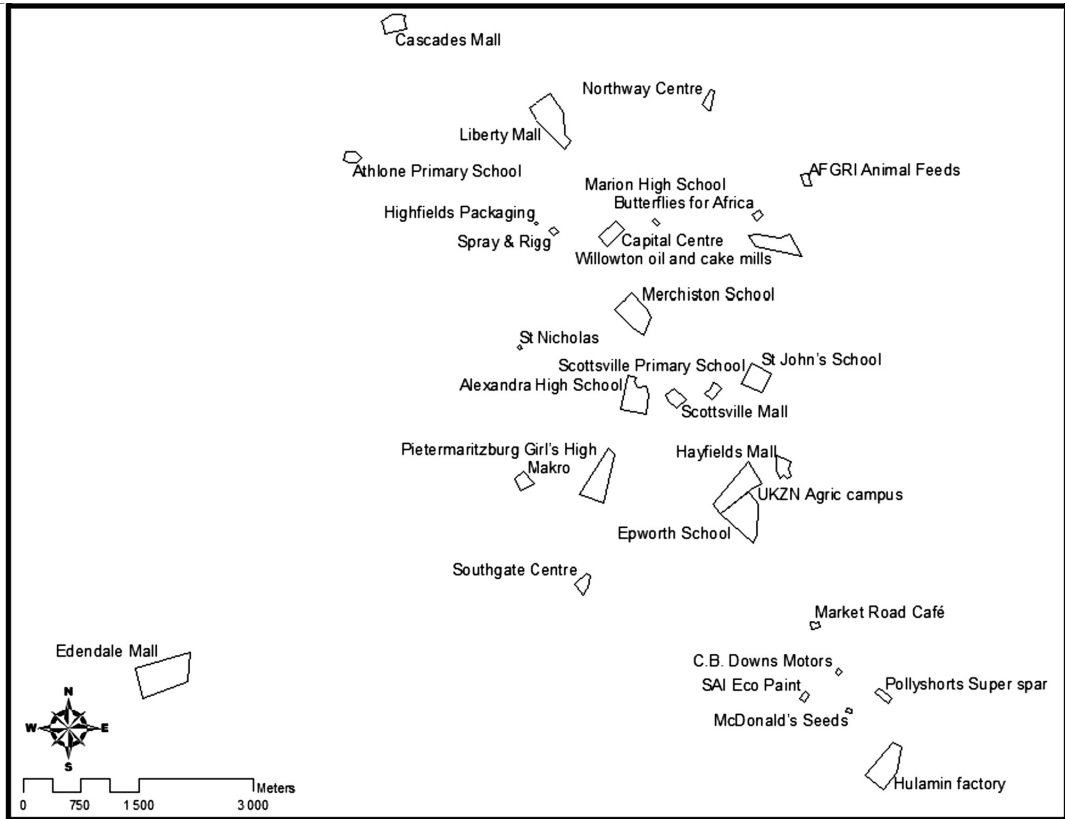 Cascades Mall
Northway Centre
Liberty Mall
Athlone Primary School
AFGRI Animal Feeds
Marion High School
Butterflies for Africa
Highfields Packaging
Spray & Rigg
Capital Centre
Willowton oil and cake mills
Merchiston School
St Nicholas
Scottsville Primary School
St John's School
Alexandra High School
Scottsville Mall
Pietermaritzburg Girl's High
Hayfields Mall
Makro
UKZN Agric campus
Epworth School
Southgate Centre
Market Road Café
Edendale Mall
C.B. Downs Motors
SAI Eco Paint
Pollyshorts Super spar
McDonald's Seeds
Hulamin factory
N
W E
S
Meters
0 750 1 500 3 000